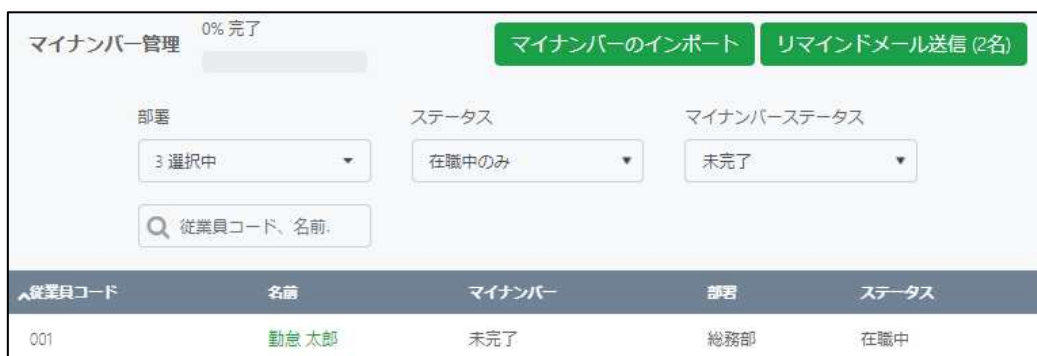 マイナンバー管理
0% 完了
マイナンバーのインポート
リマインドメール送信 (2名)
部署
ステータス
マイナンバーステータス
3 選択中
在職中のみ
未完了
従業員コード、名前.
従業員コード 名前 マイナンバー 部署 ステータス
001 勤怠 太郎 未完了 総務部 在職中